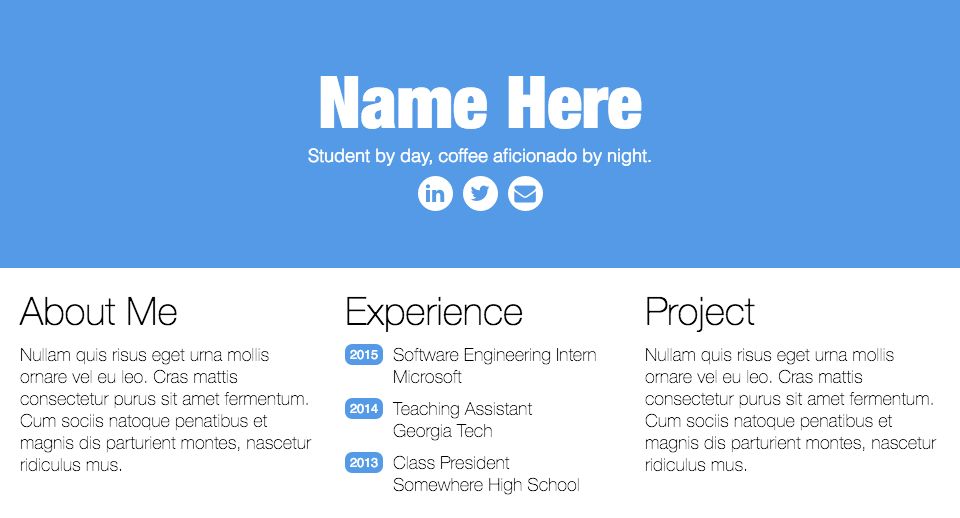 Name Here
Student by day, coffee aficionado by night.
in
About Me
Nullam quis risus eget urna mollis
ornare vel eu leo. Cras mattis
consectetur purus sit amet fermentum.
Cum sociis natoque penatibus et
magnis dis parturient montes, nascetur
ridiculus mus.
Experience
2015 Software Engineering Intern
Microsoft
2014 Teaching Assistant
Georgia Tech
2013 Class President
Somewhere High School
Project
Nullam quis risus eget urna mollis
ornare vel eu leo. Cras mattis
consectetur purus sit amet fermentum.
Cum sociis natoque penatibus et
magnis dis parturient montes, nascetur
ridiculus mus.